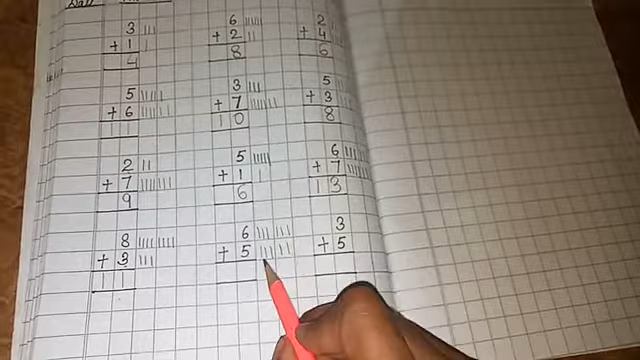 3 6 2
+ 1 + 2 + 4
4 8 6
5 3 5
+ 6 + 7 + 3
11 10 8
2 5 6
+ 7 + 1 + 7
9 6 13
8 6 3
+ 3 + 5 + 5
11